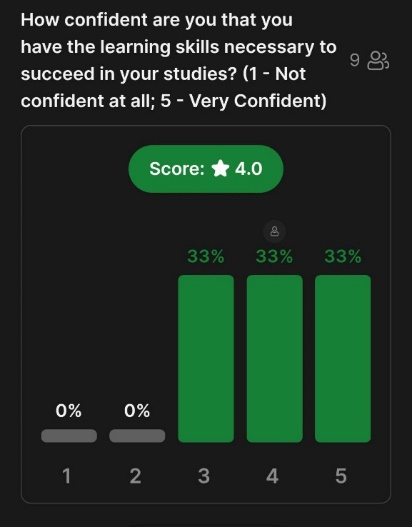 How confident are you that you
have the learning skills necessary to
succeed in your studies? (1 - Not
confident at all; 5 - Very Confident)
9
Score: ★ 4.0
33% 33% 33%
0% 0%
1 2 3 4 5